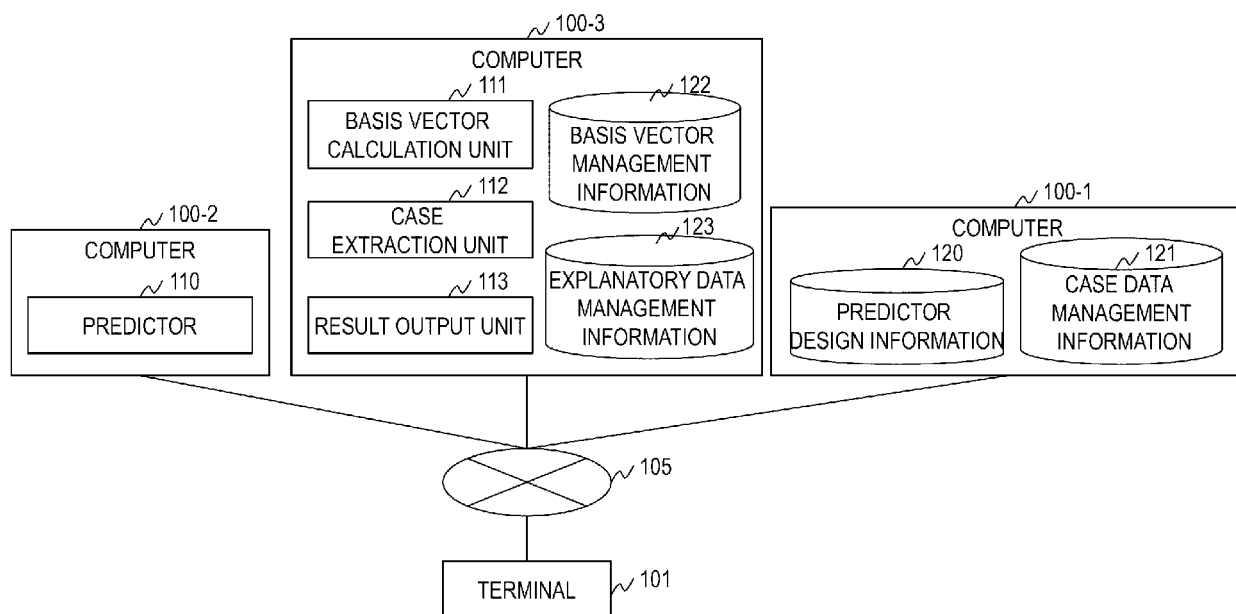 100-3
COMPUTER
111
BASIS VECTOR
CALCULATION UNIT
122
BASIS VECTOR
MANAGEMENT
INFORMATION
112
CASE
EXTRACTION UNIT
123
EXPLANATORY DATA
MANAGEMENT
INFORMATION
113
RESULT OUTPUT UNIT
100-2
COMPUTER
110
PREDICTOR
100-1
COMPUTER
120
PREDICTOR
DESIGN INFORMATION
121
CASE DATA
MANAGEMENT
INFORMATION
105
TERMINAL
101